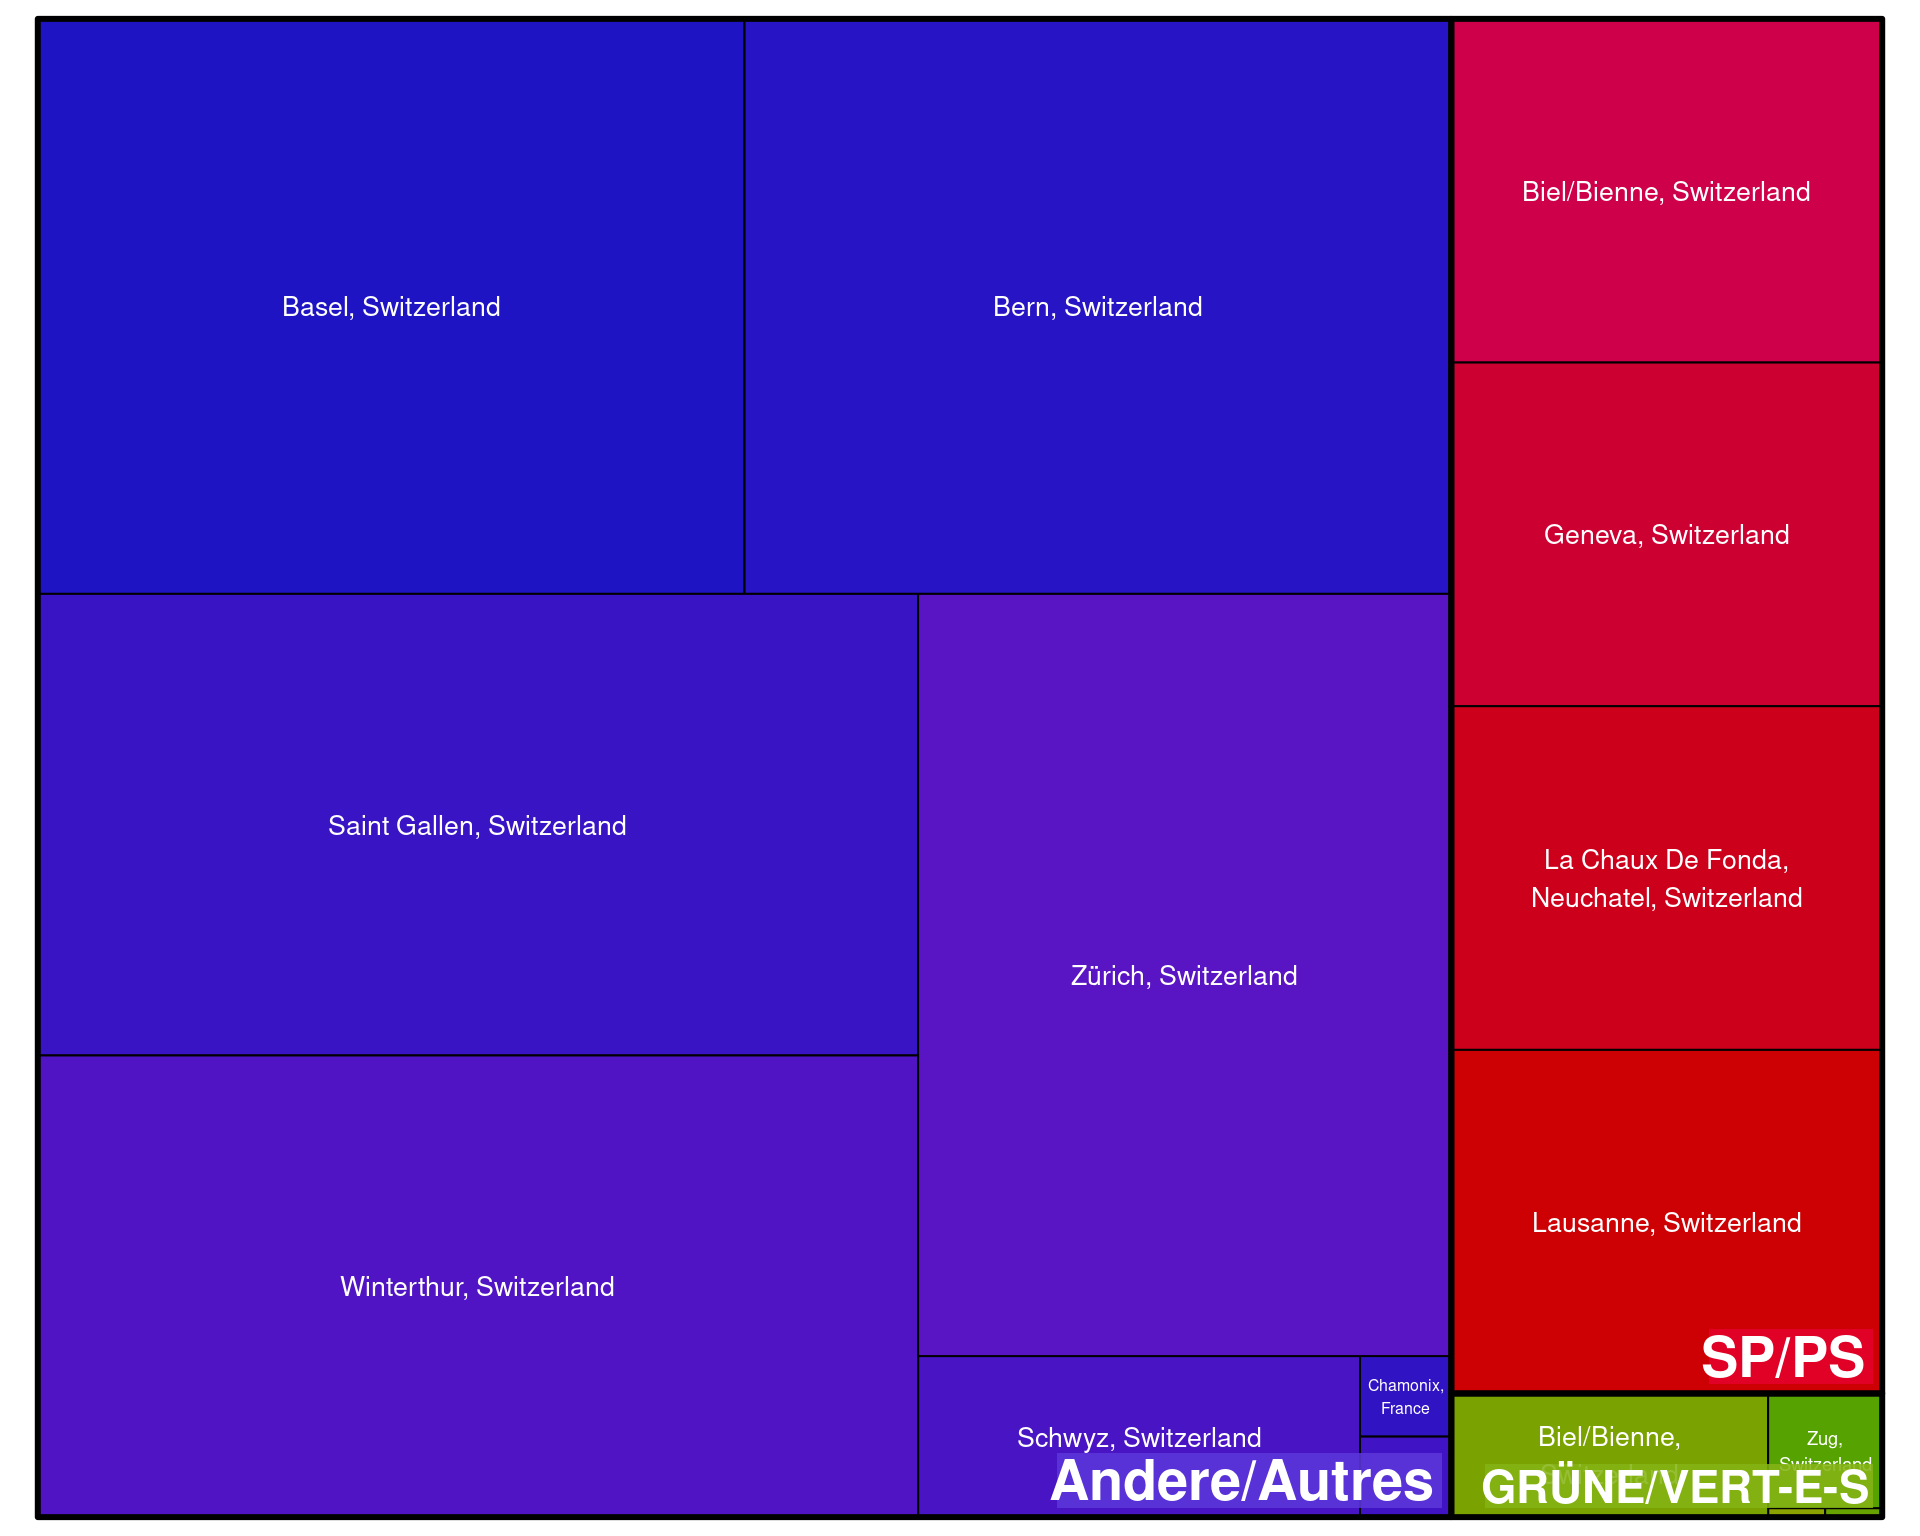 Basel, Switzerland
Bern, Switzerland
Saint Gallen, Switzerland
Zürich, Switzerland
Winterthur, Switzerland
Schwyz, Switzerland
Chamonix,
France
Andere/Autres
Biel/Bienne, Switzerland
Geneva, Switzerland
La Chaux De Fonda,
Neuchatel, Switzerland
Lausanne, Switzerland
SP/PS
Biel/Bienne,
Zug,
Switzerland
GRÜNE/VERT-E-S